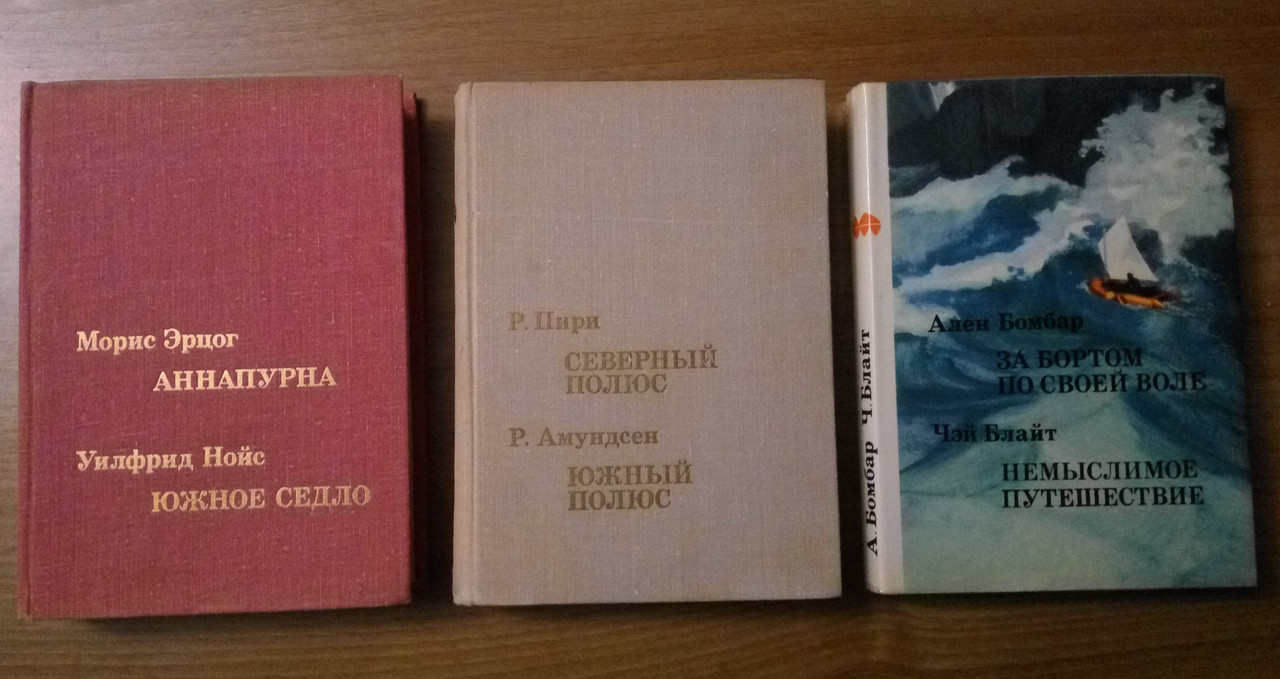 Морис Эрцог
АННАПУРНА
Уилфрид Нойс
ЮЖНОЕ СЕДЛО
Р. Пири
СЕВЕРНЫЙ
ПОЛЮС
Р. Амундсен
ЮЖНЫЙ
ПОЛЮС
А. Бомбар Ч. Блайт
Ален Бомбар
ЗА БОРТОМ
ПО СВОЕЙ ВОЛЕ
Чэй Блайт
НЕМЫСЛИМОЕ
ПУТЕШЕСТВИЕ